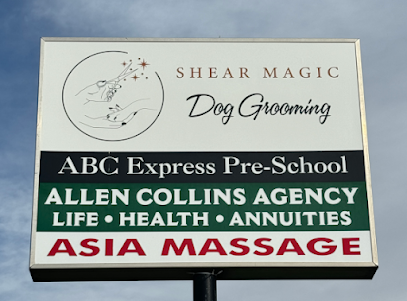 SHEAR MAGIC
Dog Grooming
ABC Express Pre-School
ALLEN COLLINS AGENCY
LIFE • HEALTH • ANNUITIES
ASIA MASSAGE